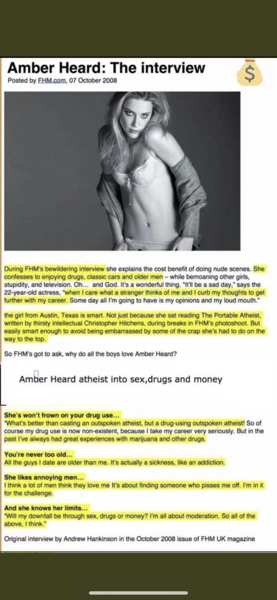 Amber Heard: The interview
Posted by FHM.com, 07 October 2008
During FHM's bewildering interview she explains the cost benefit of doing nude scenes. She
confesses to enjoying drugs, classic cars and older men – while bemoaning other girls,
stupidity, and television. Oh... and God. It's a wonderful thing. "It'll be a sad day," says the
22-year-old actress, "when I care what a stranger thinks of me and I curb my thoughts to get
further with my career. Some day all I'm going to have is my opinions and my loud mouth."
the girl from Austin, Texas is smart. Not just because she sat reading The Portable Atheist,
written by thirsty intellectual Christopher Hitchens, during breaks in FHM's photoshoot. But
easily smart enough to avoid being embarrassed by some of the crap she's had to do on the
way to the top.
So FHM's got to ask, why do all the boys love Amber Heard?
Amber Heard atheist into sex,drugs and money
She's won't frown on your drug use...
"What's better than casting an outspoken atheist, but a drug-using outspoken atheist! So of
course my drug use is now non-existent, because I take my career very seriously. But in the
past I've always had great experiences with marijuana and other drugs.
You're never too old...
All the guys I date are older than me. It's actually a sickness, like an addiction.
She likes annoying men...
I think a lot of men think they love me It's about finding someone who pisses me off. I'm in it
for the challenge.
And she knows her limits...
"Will my downfall be through sex, drugs or money? I'm all about moderation. So all of the
above, I think."
Original interview by Andrew Hankinson in the October 2008 issue of FHM UK magazine